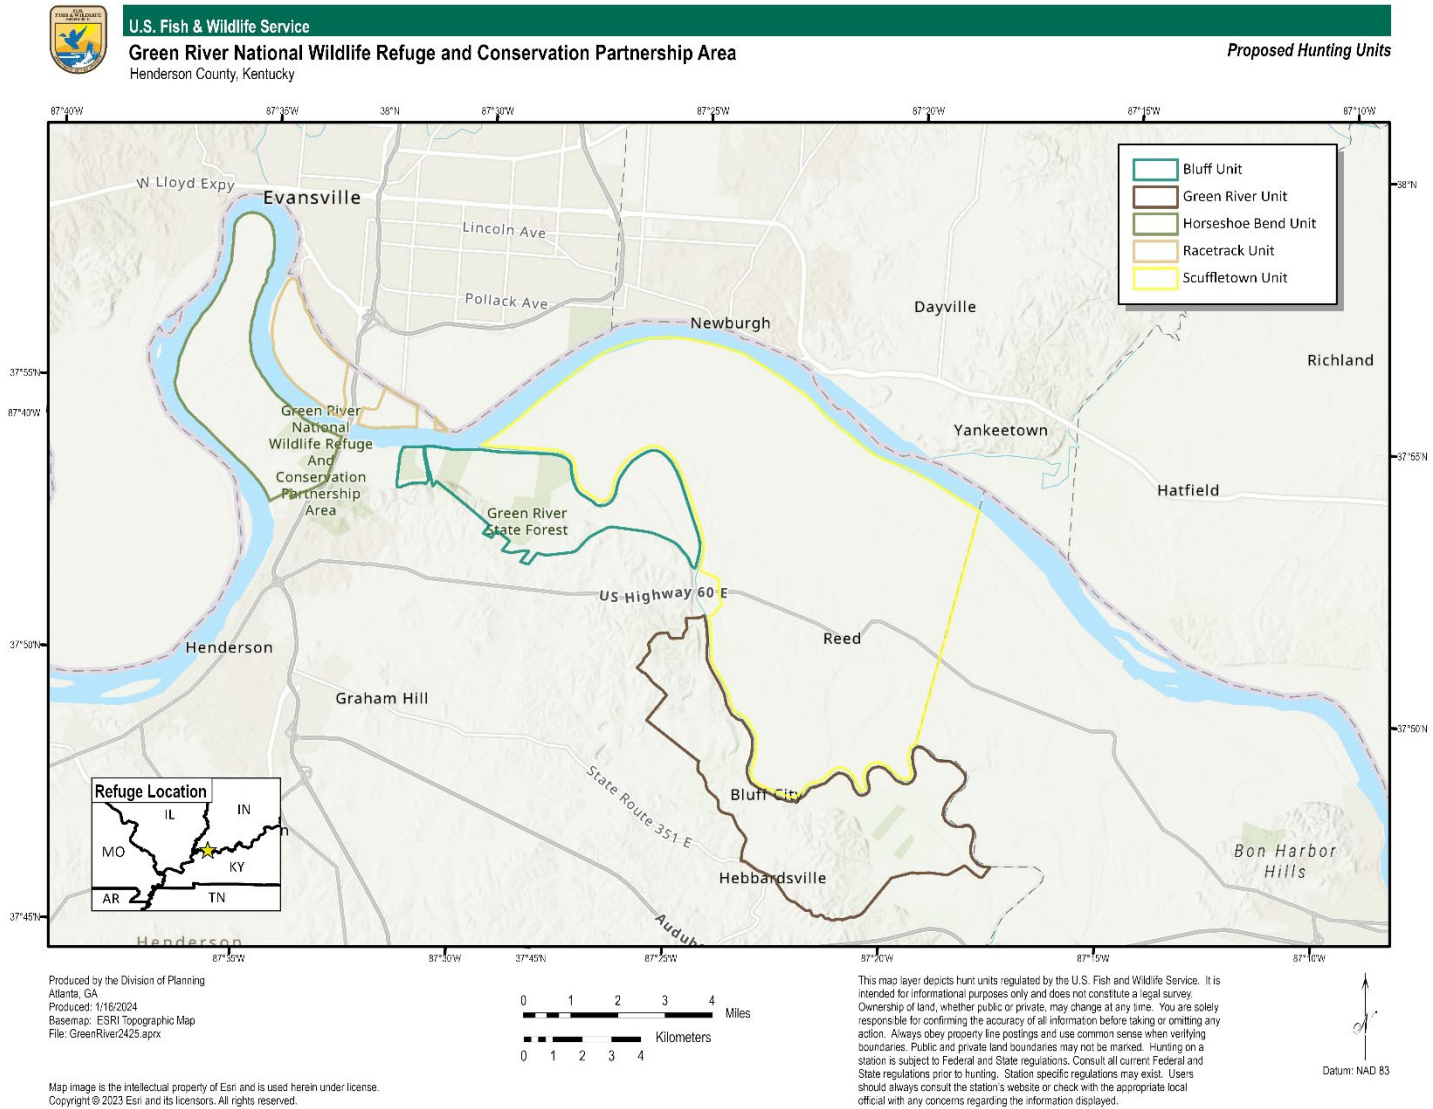 U.S.
FISH & WILDLIFE
SERVICE
U.S. Fish & Wildlife Service
Green River National Wildlife Refuge and Conservation Partnership Area
Proposed Hunting Units
Henderson County, Kentucky
87°40'W
87°35'W
38°N
87°30'W
87°25'W
87°20'W
87°15'W
87°10'W
Bluff Unit
Green River Unit
Horseshoe Bend Unit
Racetrack Unit
Scuffletown Unit
38°N
W Lloyd Expy
Evansville
Lincoln Ave
Pollack Ave
Newburgh
Dayville
Richland
37°55'N
87°40'W
Green River
National
Wildlife Refuge
And
Conservation
Partnership
Area
Yankeetown
37°55'N
Hatfield
Green River
State Forest
US Highway 60 E
Reed
37°50'N
Henderson
Graham Hill
37°50'N
State Route 351 E
Bluff City
Hebbardsville
Bon Harbor
Hills
Refuge Location
IL
IN
MO
KY
AR
TN
37°45'N
Henderson
Audub
87°35'W
87°30'W
37°45'N
87°25'W
87°20'W
87°15'W
87°10'W
Produced by the Division of Planning
Atlanta, GA
Produced: 1/16/2024
Basemap: ESRI Topographic Map
File: GreenRiver2425.aprx
0 1 2 3 4
Miles
Kilometers
0 1 2 3 4
This map layer depicts hunt units regulated by the U.S. Fish and Wildlife Service. It is
intended for informational purposes only and does not constitute a legal survey.
Ownership of land, whether public or private, may change at any time. You are solely
responsible for confirming the accuracy of all information before taking or omitting any
action. Always obey property line postings and use common sense when verifying
boundaries. Public and private land boundaries may not be marked. Hunting on a
station is subject to Federal and State regulations. Consult all current Federal and
State regulations prior to hunting. Station specific regulations may exist. Users
should always consult the station's website or check with the appropriate local
official with any concerns regarding the information displayed.
N
Datum: NAD 83
Map image is the intellectual property of Esri and is used herein under license.
Copyright © 2023 Esri and its licensors. All rights reserved.